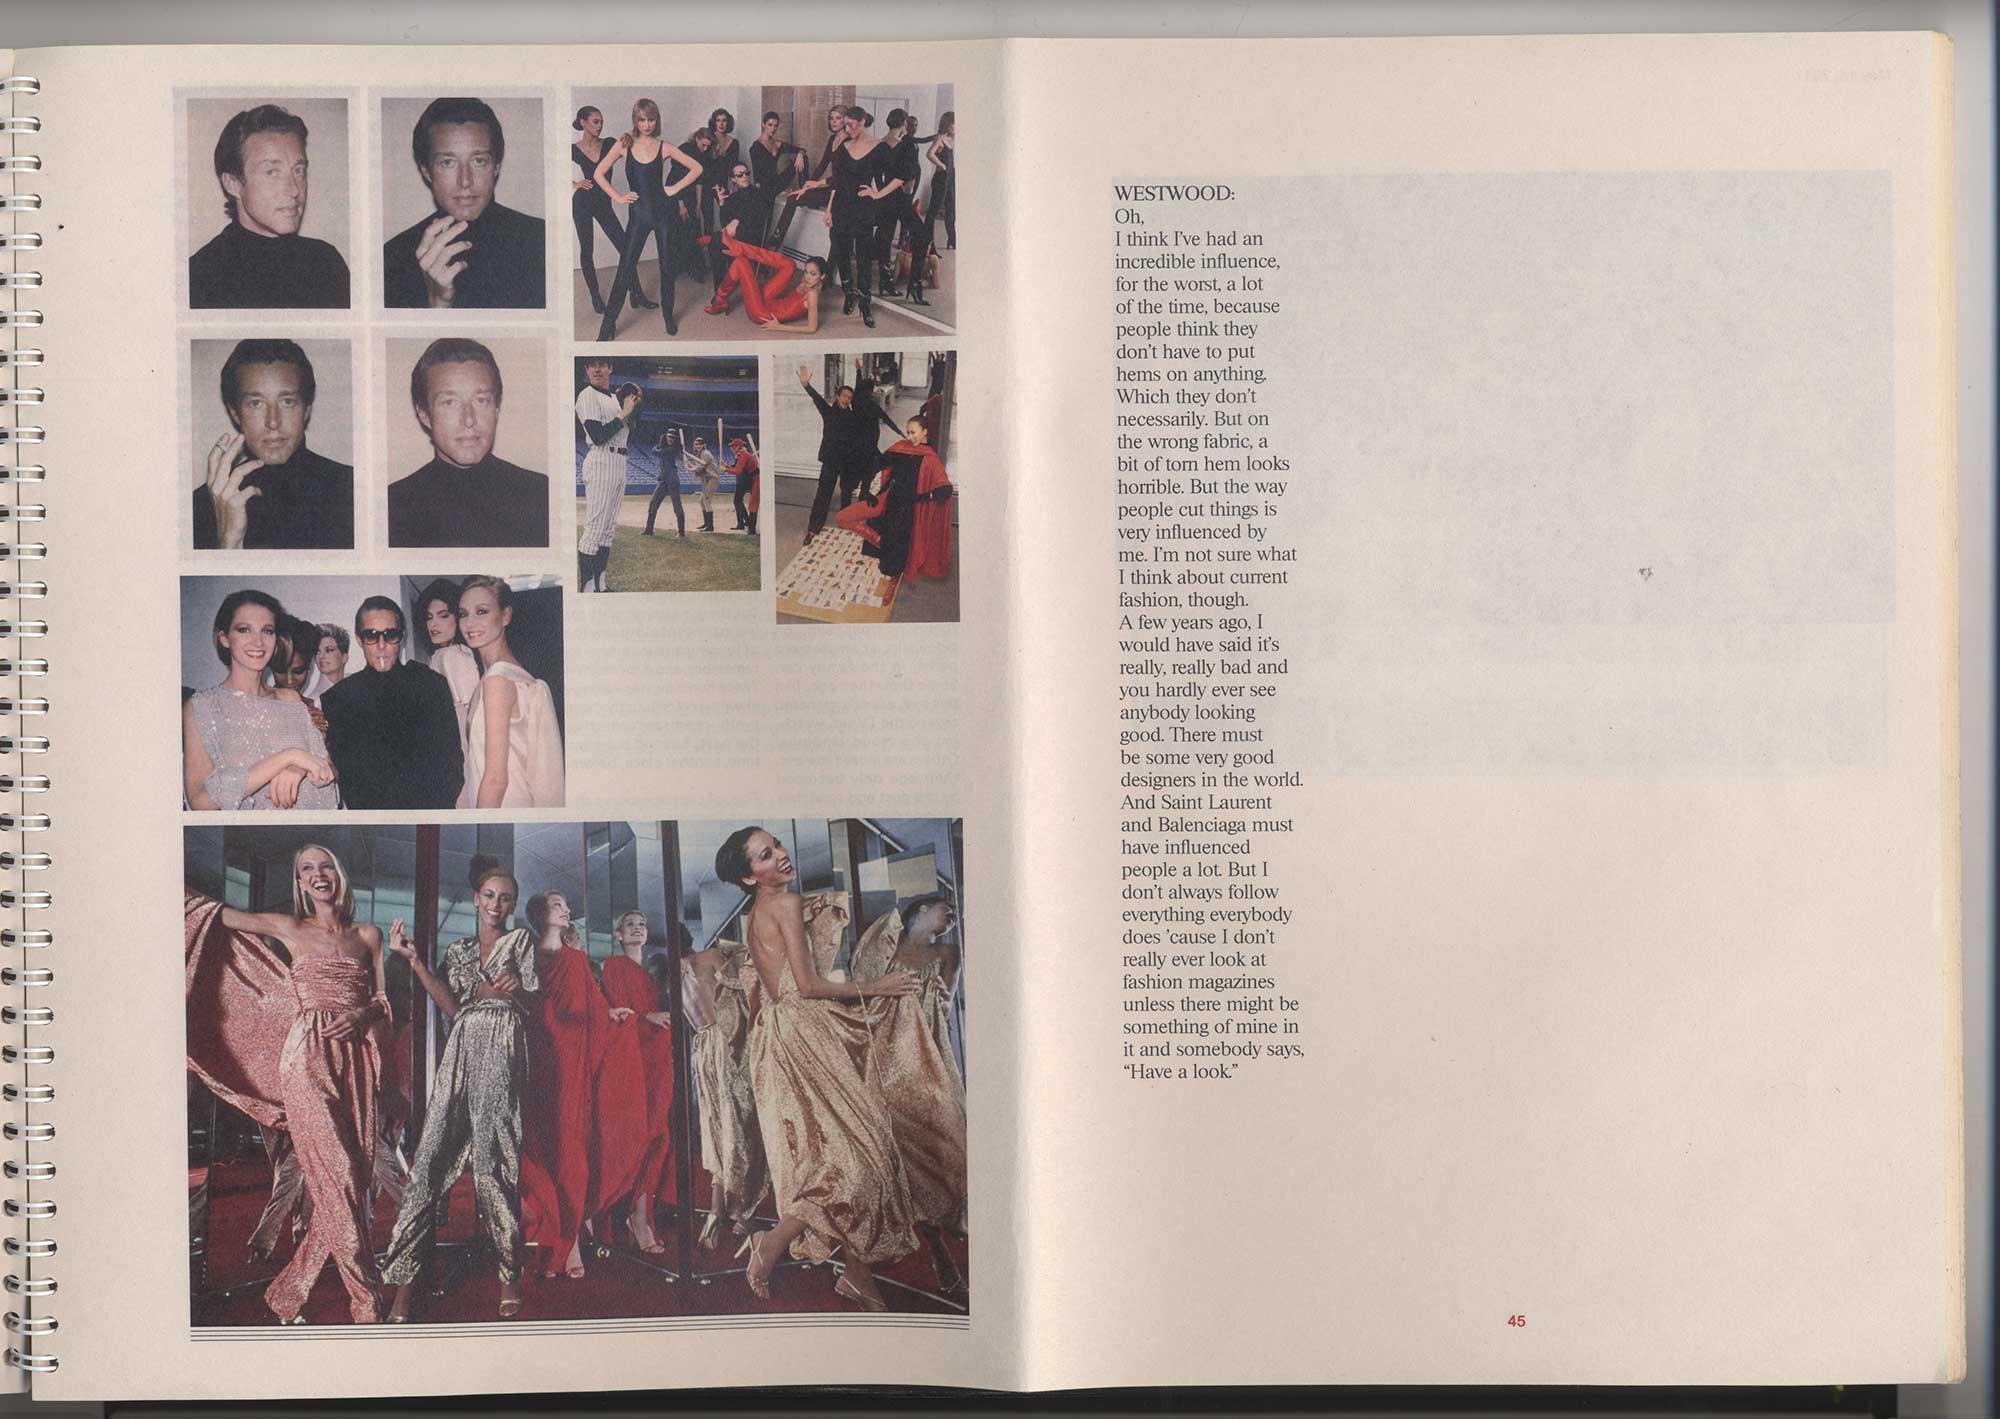 WESTWOOD:
Oh,
I think I've had an
incredible influence,
for the worst, a lot
of the time, because
people think they
don't have to put
hems on anything.
Which they don't
necessarily. But on
the wrong fabric, a
bit of torn hem looks
horrible. But the way
people cut things is
very influenced by
me. I'm not sure what
I think about current
fashion, though.
A few years ago, I
would have said it's
really, really bad and
you hardly ever see
anybody looking
good. There must
be some very good
designers in the world.
And Saint Laurent
and Balenciaga must
have influenced
people a lot. But I
don't always follow
everything everybody
does ’cause I don't
really ever look at
fashion magazines
unless there might be
something of mine in
it and somebody says,
“Have a look.”
45